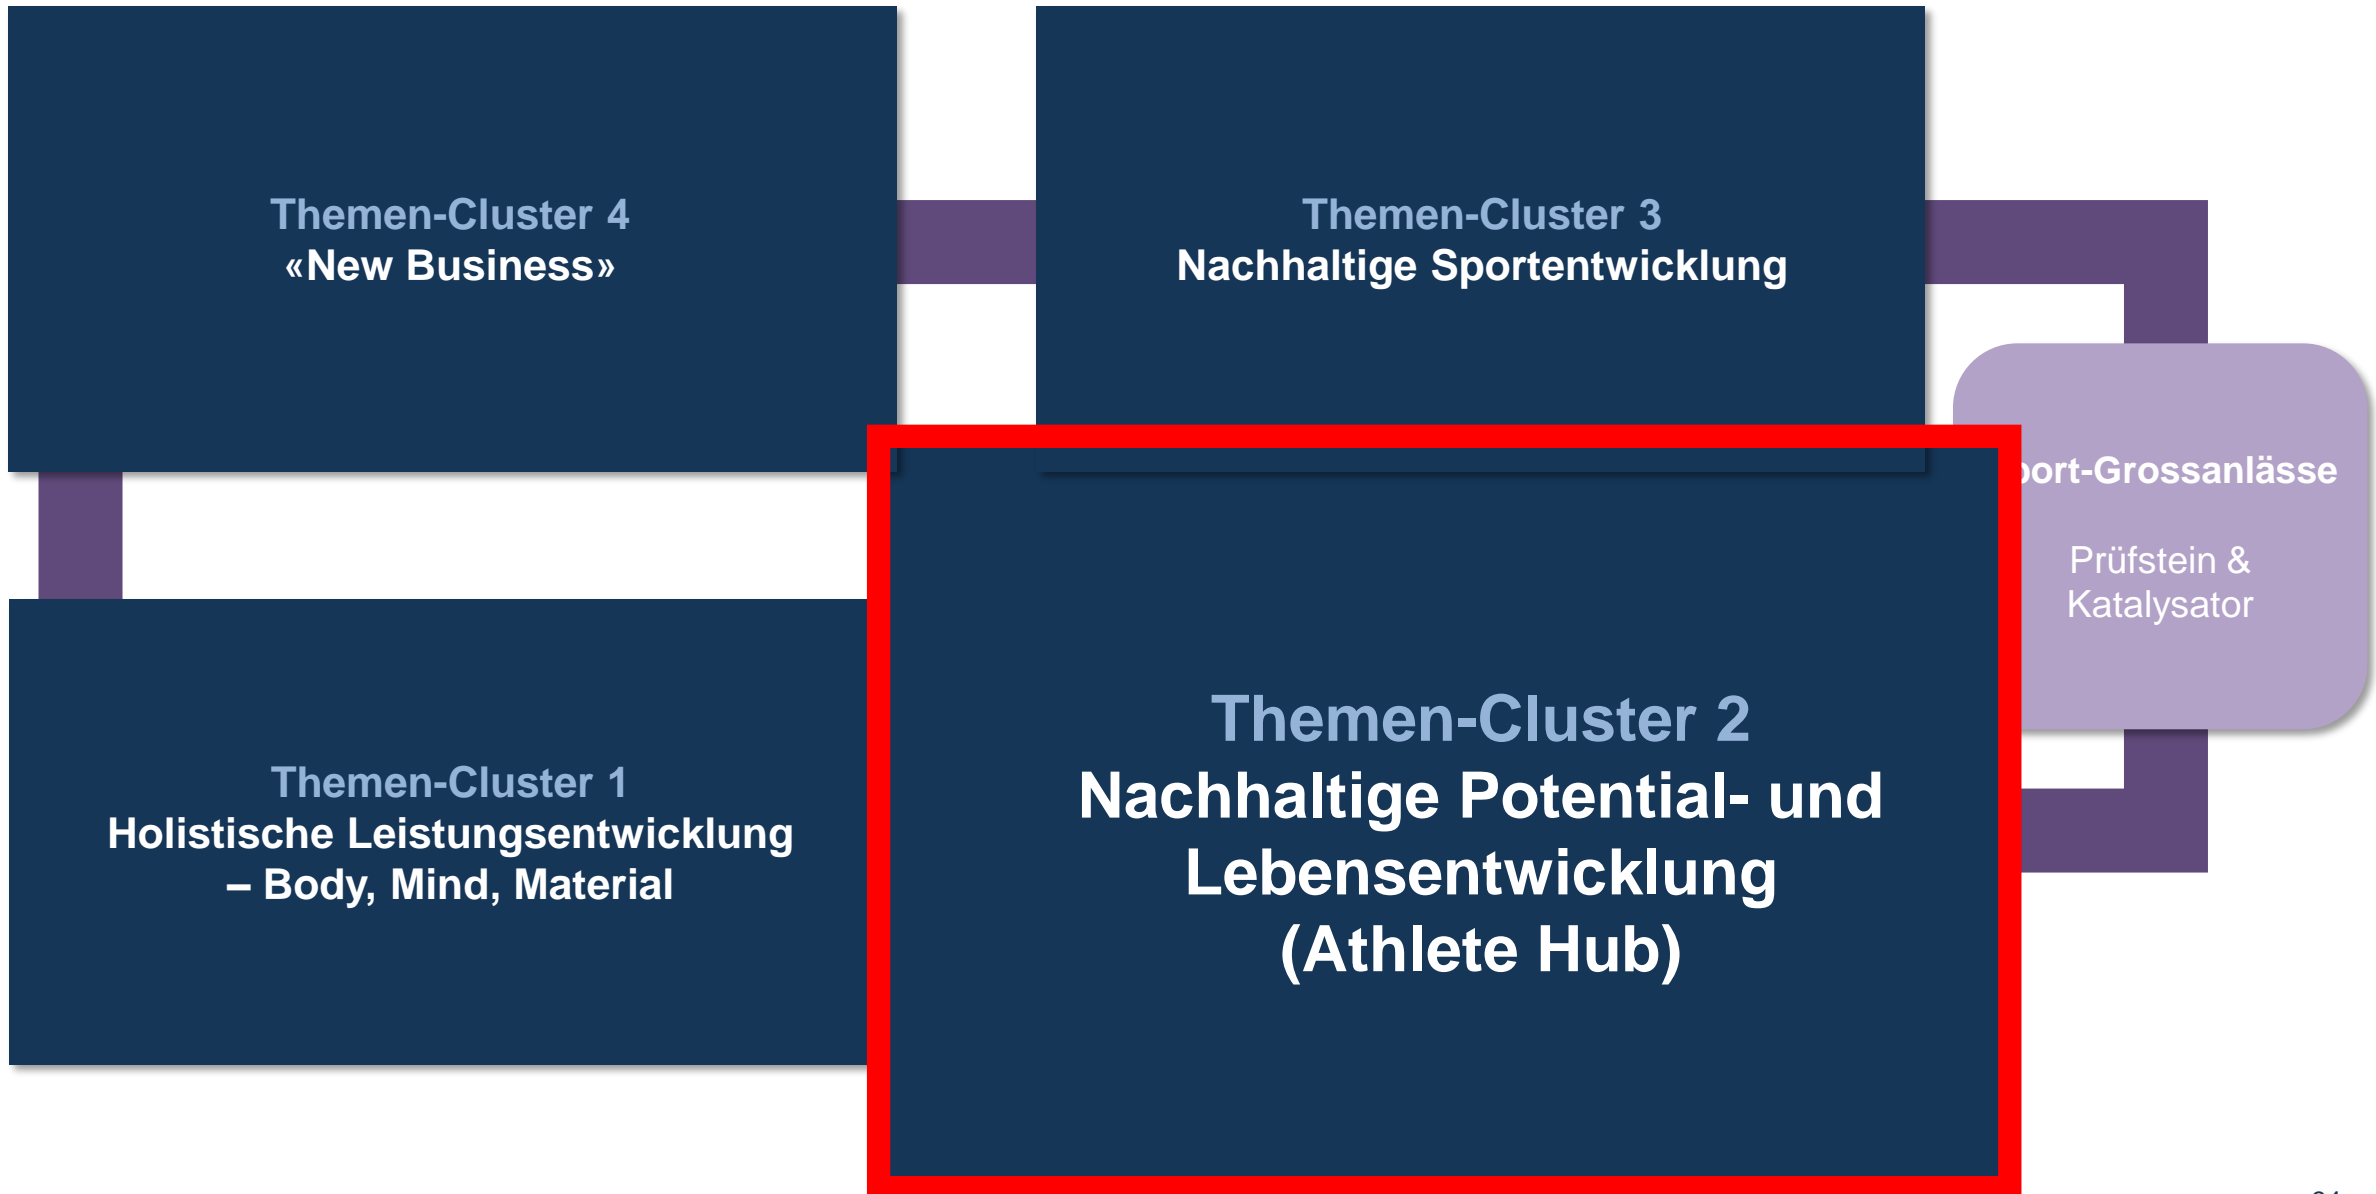 Themen-Cluster 4
«New Business»
Themen-Cluster 3
Nachhaltige Sportentwicklung
port-Grossanlässe
Prüfstein &
Katalysator
Themen-Cluster 1
Holistische Leistungsentwicklung
– Body, Mind, Material
Themen-Cluster 2
Nachhaltige Potential- und
Lebensentwicklung
(Athlete Hub)